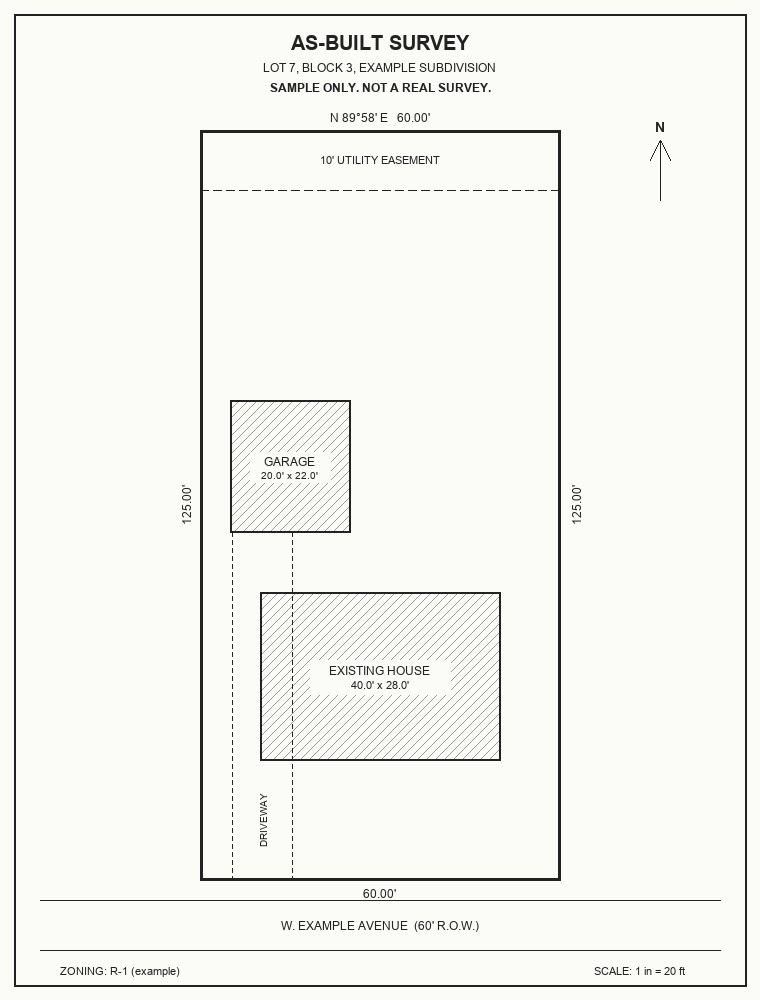 AS-BUILT SURVEY
LOT 7, BLOCK 3, EXAMPLE SUBDIVISION
SAMPLE ONLY. NOT A REAL SURVEY.
N 89°58' E 60.00'
N
10' UTILITY EASEMENT
GARAGE
20.0' x 22.0'
125.00'
125.00'
EXISTING HOUSE
40.0' x 28.0'
DRIVEWAY
60.00'
W. EXAMPLE AVENUE (60' R.O.W.)
ZONING: R-1 (example)
SCALE: 1 in = 20 ft